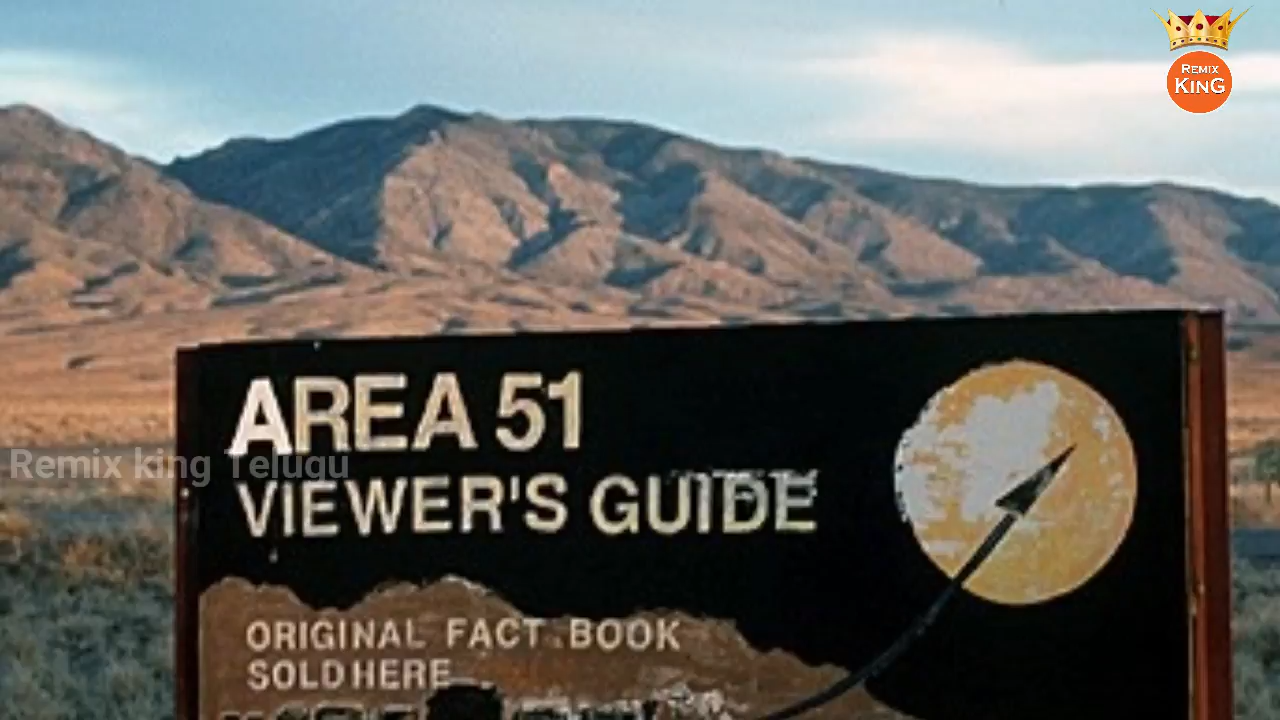 REMIX
KING
AREA 51
Remix king Telugu
VIEWER'S GUIDE
ORIGINAL FACT BOOK
SOLD HERE